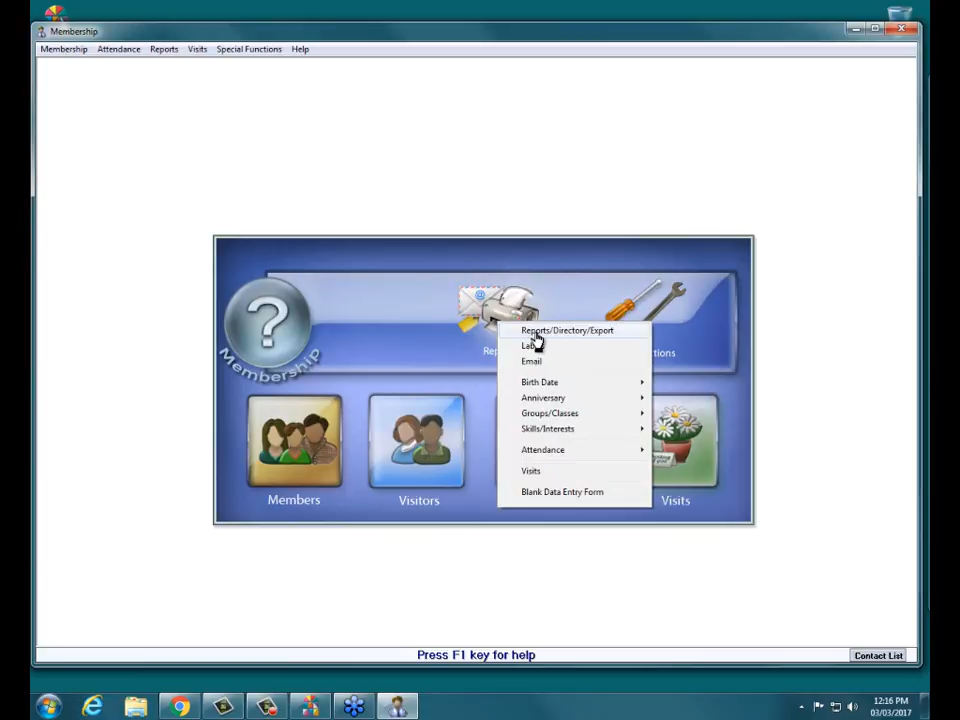 Membership
Membership Attendance Reports Visits Special Functions Help
Membership
Reports/Directory/Export
Email
Birth Date
Anniversary
Groups/Classes
Skills/Interests
Attendance
Visits
Blank Data Entry Form
Members
Visitors
Visits
Press F1 key for help
Contact List
12:16 PM
03/03/2017